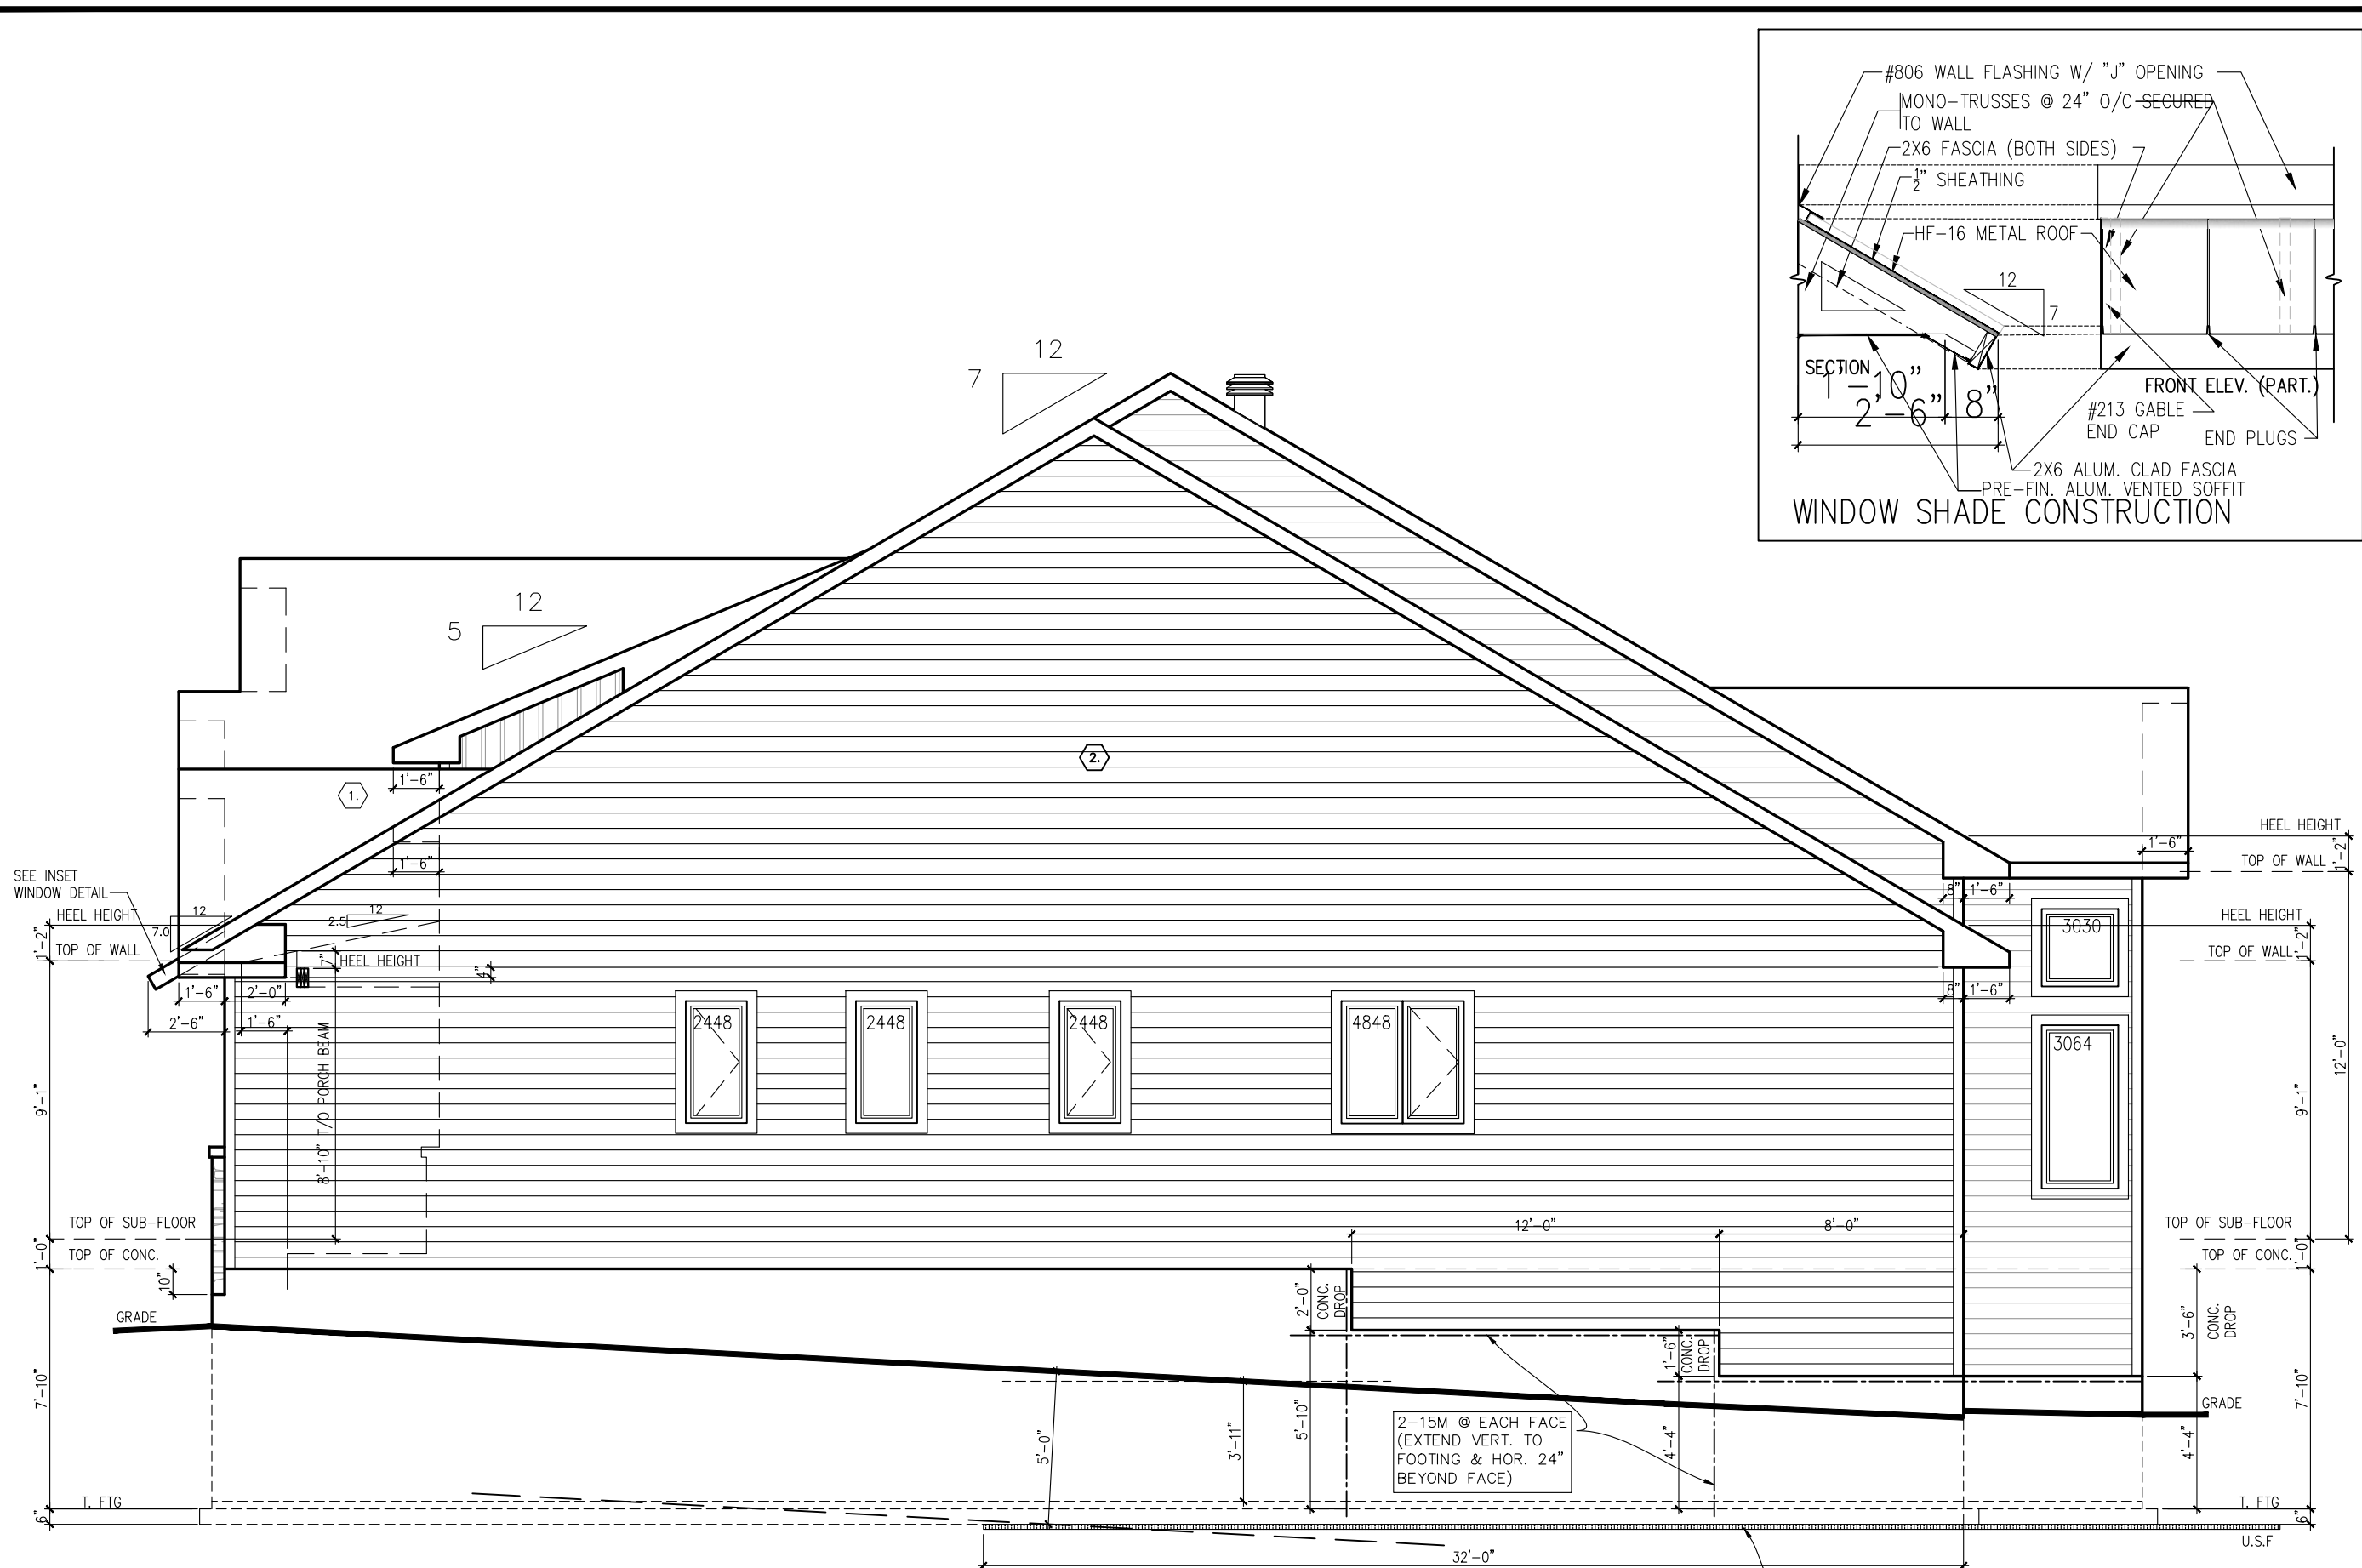 #806 WALL FLASHING W/ "J" OPENING
MONO-TRUSSES @ 24" O/C SECURED
TO WALL
2X6 FASCIA (BOTH SIDES)
1/2" SHEATHING
HF-16 METAL ROOF
12
7
SECTION
1'-10"
8"
2'-6"
FRONT ELEV. (PART.)
#213 GABLE
END CAP
END PLUGS
2X6 ALUM. CLAD FASCIA
PRE-FIN. ALUM. VENTED SOFFIT
WINDOW SHADE CONSTRUCTION
12
7
12
5
1'-6"
1.
2.
1'-6"
SEE INSET
WINDOW DETAIL
HEEL HEIGHT
12
7.0
12
2.5
1'-2"
TOP OF WALL
7"
HEEL HEIGHT
4"
1'-6"
2'-0"
2'-6"
1'-6"
8'-10" T/O PORCH BEAM
9'-1"
2448
2448
2448
4848
HEEL HEIGHT
1'-6"
1'-2"
TOP OF WALL
8"
1'-6"
HEEL HEIGHT
3030
1'-2"
TOP OF WALL
8"
1'-6"
3064
12'-0"
9'-1"
TOP OF SUB-FLOOR
1'-0"
TOP OF CONC.
10"
GRADE
12'-0"
8'-0"
TOP OF SUB-FLOOR
TOP OF CONC.
1'-0"
2'-0"
CONC.
DROP
1'-6"
CONC.
DROP
3'-6"
CONC.
DROP
7'-10"
5'-0"
3'-11"
5'-10"
2-15M @ EACH FACE
(EXTEND VERT. TO
FOOTING & HOR. 24"
BEYOND FACE)
4'-4"
4'-4"
GRADE
7'-10"
T. FTG
6"
T. FTG
6"
U.S.F
32'-0"